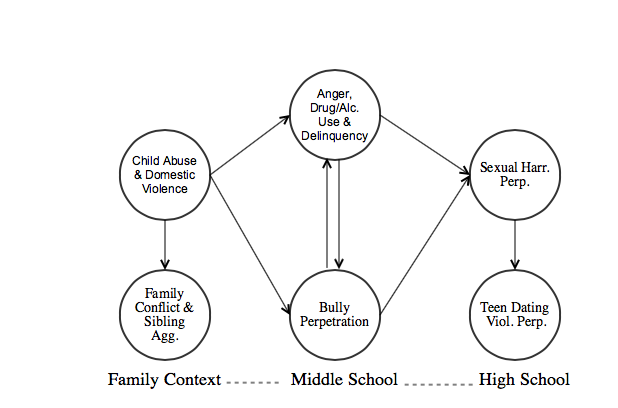 Anger,
Drug/Alc.
Use &
Delinquency
Child Abuse
& Domestic
Violence
Sexual Harr.
Perp.
Family
Conflict &
Sibling
Agg.
Bully
Perpetration
Teen Dating
Viol. Perp.
Family Context ------- Middle School ------- High School